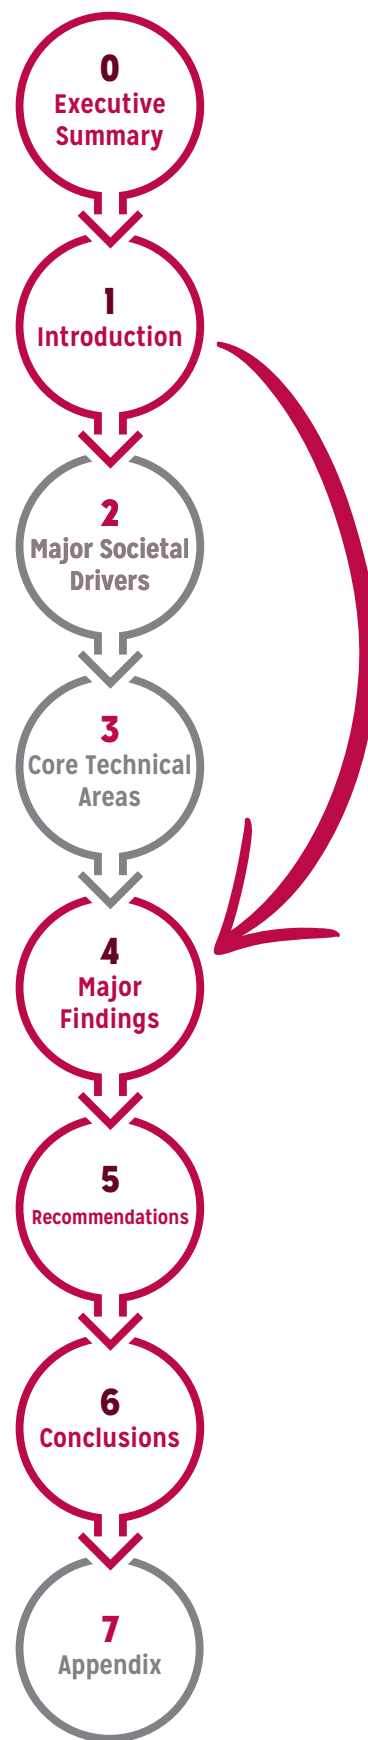 0
Executive
Summary
1
Introduction
2
Major Societal
Drivers
3
Core Technical
Areas
4
Major
Findings
5
Recommendations
6
Conclusions
7
Appendix